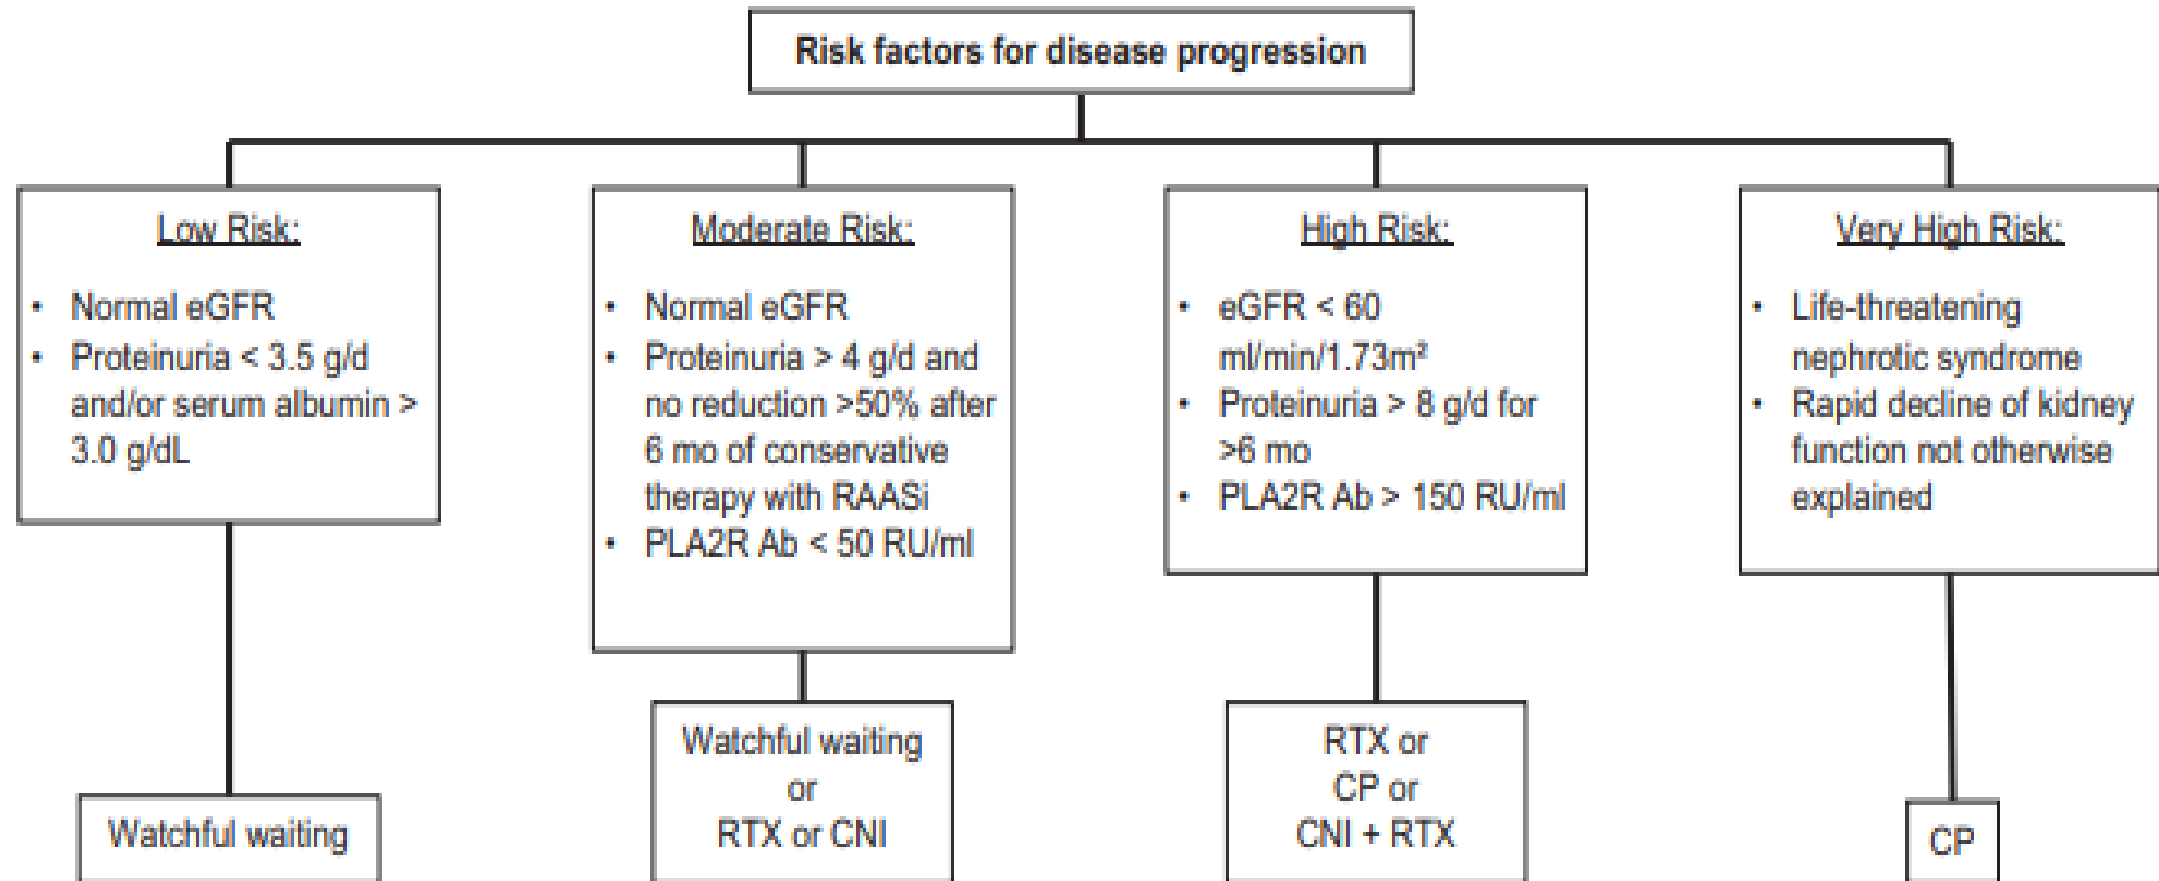 Risk factors for disease progression
Low Risk:
• Normal eGFR
• Proteinuria < 3.5 g/d
and/or serum albumin >
3.0 g/dL
Watchful waiting
Moderate Risk:
• Normal eGFR
• Proteinuria > 4 g/d and
no reduction >50% after
6 mo of conservative
therapy with RAASi
• PLA2R Ab < 50 RU/ml
Watchful waiting
or
RTX or CNI
High Risk:
• eGFR < 60
ml/min/1.73m²
• Proteinuria > 8 g/d for
>6 mo
• PLA2R Ab > 150 RU/ml
RTX or
CP or
CNI + RTX
Very High Risk:
• Life-threatening
nephrotic syndrome
• Rapid decline of kidney
function not otherwise
explained
CP